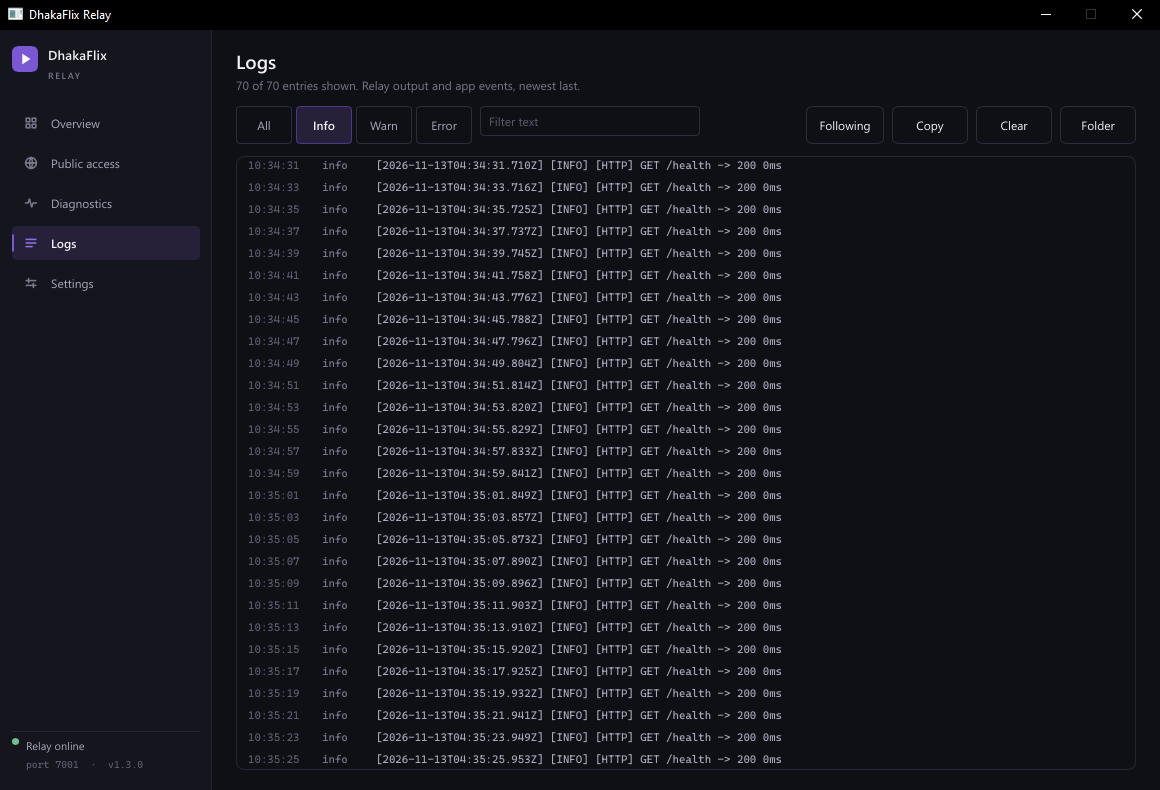 DhakaFlix Relay
DhakaFlix
RELAY
Overview
Public access
Diagnostics
Logs
Settings
Relay online
port 7001 · v1.3.0
Logs
70 of 70 entries shown. Relay output and app events, newest last.
All Info Warn Error Filter text Following Copy Clear Folder
10:34:31 info [2026-11-13T04:34:31.710Z] [INFO] [HTTP] GET /health -> 200 0ms
10:34:33 info [2026-11-13T04:34:33.716Z] [INFO] [HTTP] GET /health -> 200 0ms
10:34:35 info [2026-11-13T04:34:35.725Z] [INFO] [HTTP] GET /health -> 200 0ms
10:34:37 info [2026-11-13T04:34:37.737Z] [INFO] [HTTP] GET /health -> 200 0ms
10:34:39 info [2026-11-13T04:34:39.745Z] [INFO] [HTTP] GET /health -> 200 0ms
10:34:41 info [2026-11-13T04:34:41.758Z] [INFO] [HTTP] GET /health -> 200 0ms
10:34:43 info [2026-11-13T04:34:43.776Z] [INFO] [HTTP] GET /health -> 200 0ms
10:34:45 info [2026-11-13T04:34:45.788Z] [INFO] [HTTP] GET /health -> 200 0ms
10:34:47 info [2026-11-13T04:34:47.796Z] [INFO] [HTTP] GET /health -> 200 0ms
10:34:49 info [2026-11-13T04:34:49.804Z] [INFO] [HTTP] GET /health -> 200 0ms
10:34:51 info [2026-11-13T04:34:51.814Z] [INFO] [HTTP] GET /health -> 200 0ms
10:34:53 info [2026-11-13T04:34:53.820Z] [INFO] [HTTP] GET /health -> 200 0ms
10:34:55 info [2026-11-13T04:34:55.829Z] [INFO] [HTTP] GET /health -> 200 0ms
10:34:57 info [2026-11-13T04:34:57.833Z] [INFO] [HTTP] GET /health -> 200 0ms
10:34:59 info [2026-11-13T04:34:59.841Z] [INFO] [HTTP] GET /health -> 200 0ms
10:35:01 info [2026-11-13T04:35:01.849Z] [INFO] [HTTP] GET /health -> 200 0ms
10:35:03 info [2026-11-13T04:35:03.857Z] [INFO] [HTTP] GET /health -> 200 0ms
10:35:05 info [2026-11-13T04:35:05.873Z] [INFO] [HTTP] GET /health -> 200 0ms
10:35:07 info [2026-11-13T04:35:07.890Z] [INFO] [HTTP] GET /health -> 200 0ms
10:35:09 info [2026-11-13T04:35:09.896Z] [INFO] [HTTP] GET /health -> 200 0ms
10:35:11 info [2026-11-13T04:35:11.903Z] [INFO] [HTTP] GET /health -> 200 0ms
10:35:13 info [2026-11-13T04:35:13.910Z] [INFO] [HTTP] GET /health -> 200 0ms
10:35:15 info [2026-11-13T04:35:15.920Z] [INFO] [HTTP] GET /health -> 200 0ms
10:35:17 info [2026-11-13T04:35:17.925Z] [INFO] [HTTP] GET /health -> 200 0ms
10:35:19 info [2026-11-13T04:35:19.932Z] [INFO] [HTTP] GET /health -> 200 0ms
10:35:21 info [2026-11-13T04:35:21.941Z] [INFO] [HTTP] GET /health -> 200 0ms
10:35:23 info [2026-11-13T04:35:23.949Z] [INFO] [HTTP] GET /health -> 200 0ms
10:35:25 info [2026-11-13T04:35:25.953Z] [INFO] [HTTP] GET /health -> 200 0ms